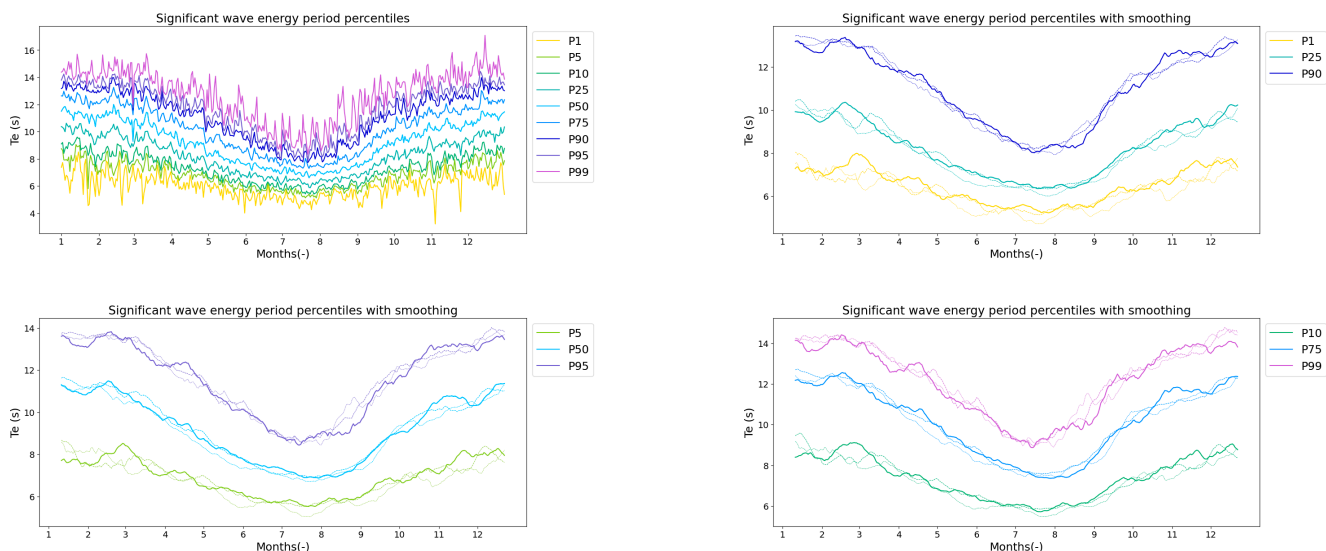 Significant wave energy period percentiles
Te (s)
16
14
12
10
8
6
4
1 2 3 4 5 6 7 8 9 10 11 12
Months(-)
P1
P5
P10
P25
P50
P75
P90
P95
P99
Significant wave energy period percentiles with smoothing
Te (s)
12
10
8
6
1 2 3 4 5 6 7 8 9 10 11 12
Months(-)
P1
P25
P90
Significant wave energy period percentiles with smoothing
Te (s)
14
12
10
8
6
1 2 3 4 5 6 7 8 9 10 11 12
Months(-)
P5
P50
P95
Significant wave energy period percentiles with smoothing
Te (s)
14
12
10
8
6
1 2 3 4 5 6 7 8 9 10 11 12
Months(-)
P10
P75
P99